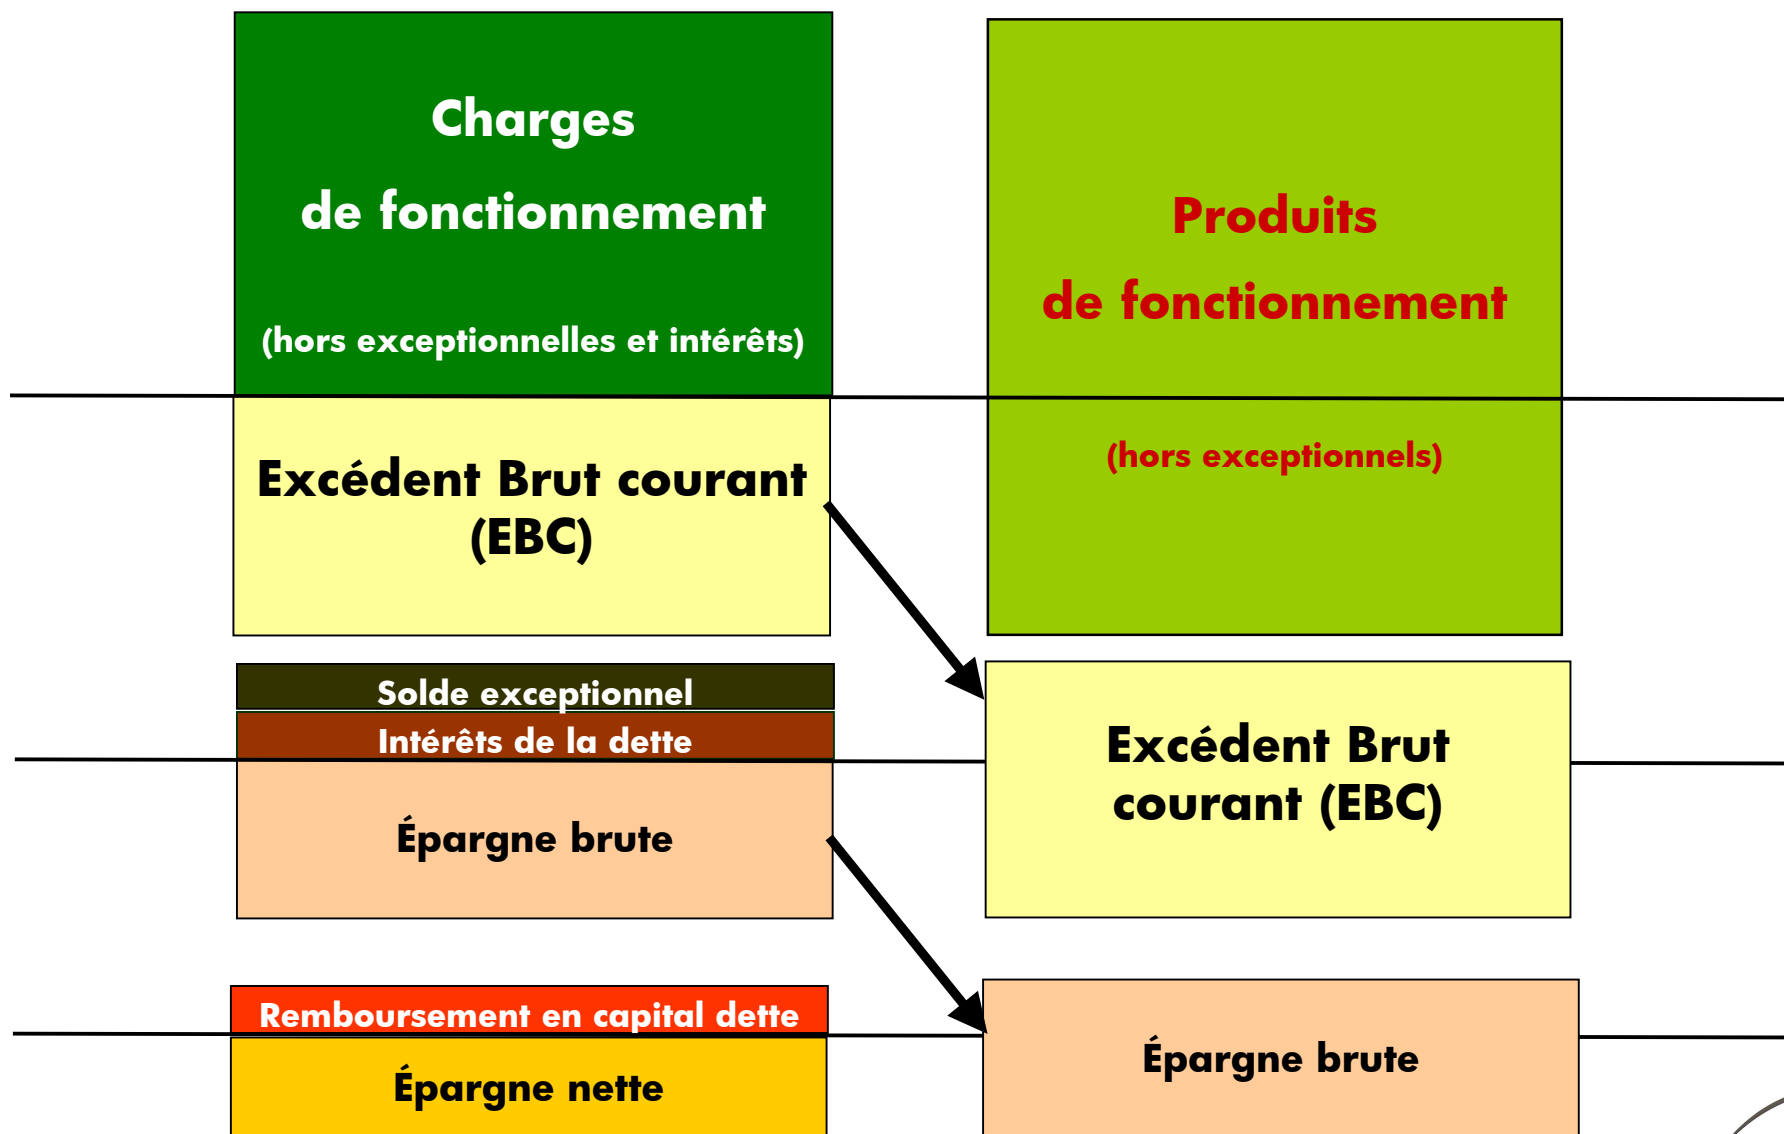 Charges
de fonctionnement
(hors exceptionnelles et intérêts)
Produits
de fonctionnement
(hors exceptionnels)
Excédent Brut courant
(EBC)
Solde exceptionnel
Intérêts de la dette
Excédent Brut
courant (EBC)
Épargne brute
Remboursement en capital dette
Épargne nette
Épargne brute